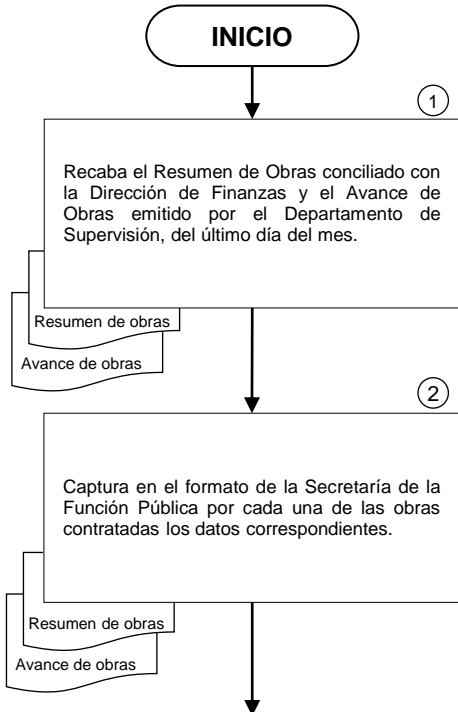 INICIO
1
Recaba el Resumen de Obras conciliado con
la Dirección de Finanzas y el Avance de
Obras emitido por el Departamento de
Supervisión, del último día del mes.
Resumen de obras
Avance de obras
2
Captura en el formato de la Secretaría de la
Función Pública por cada una de las obras
contratadas los datos correspondientes.
Resumen de obras
Avance de obras